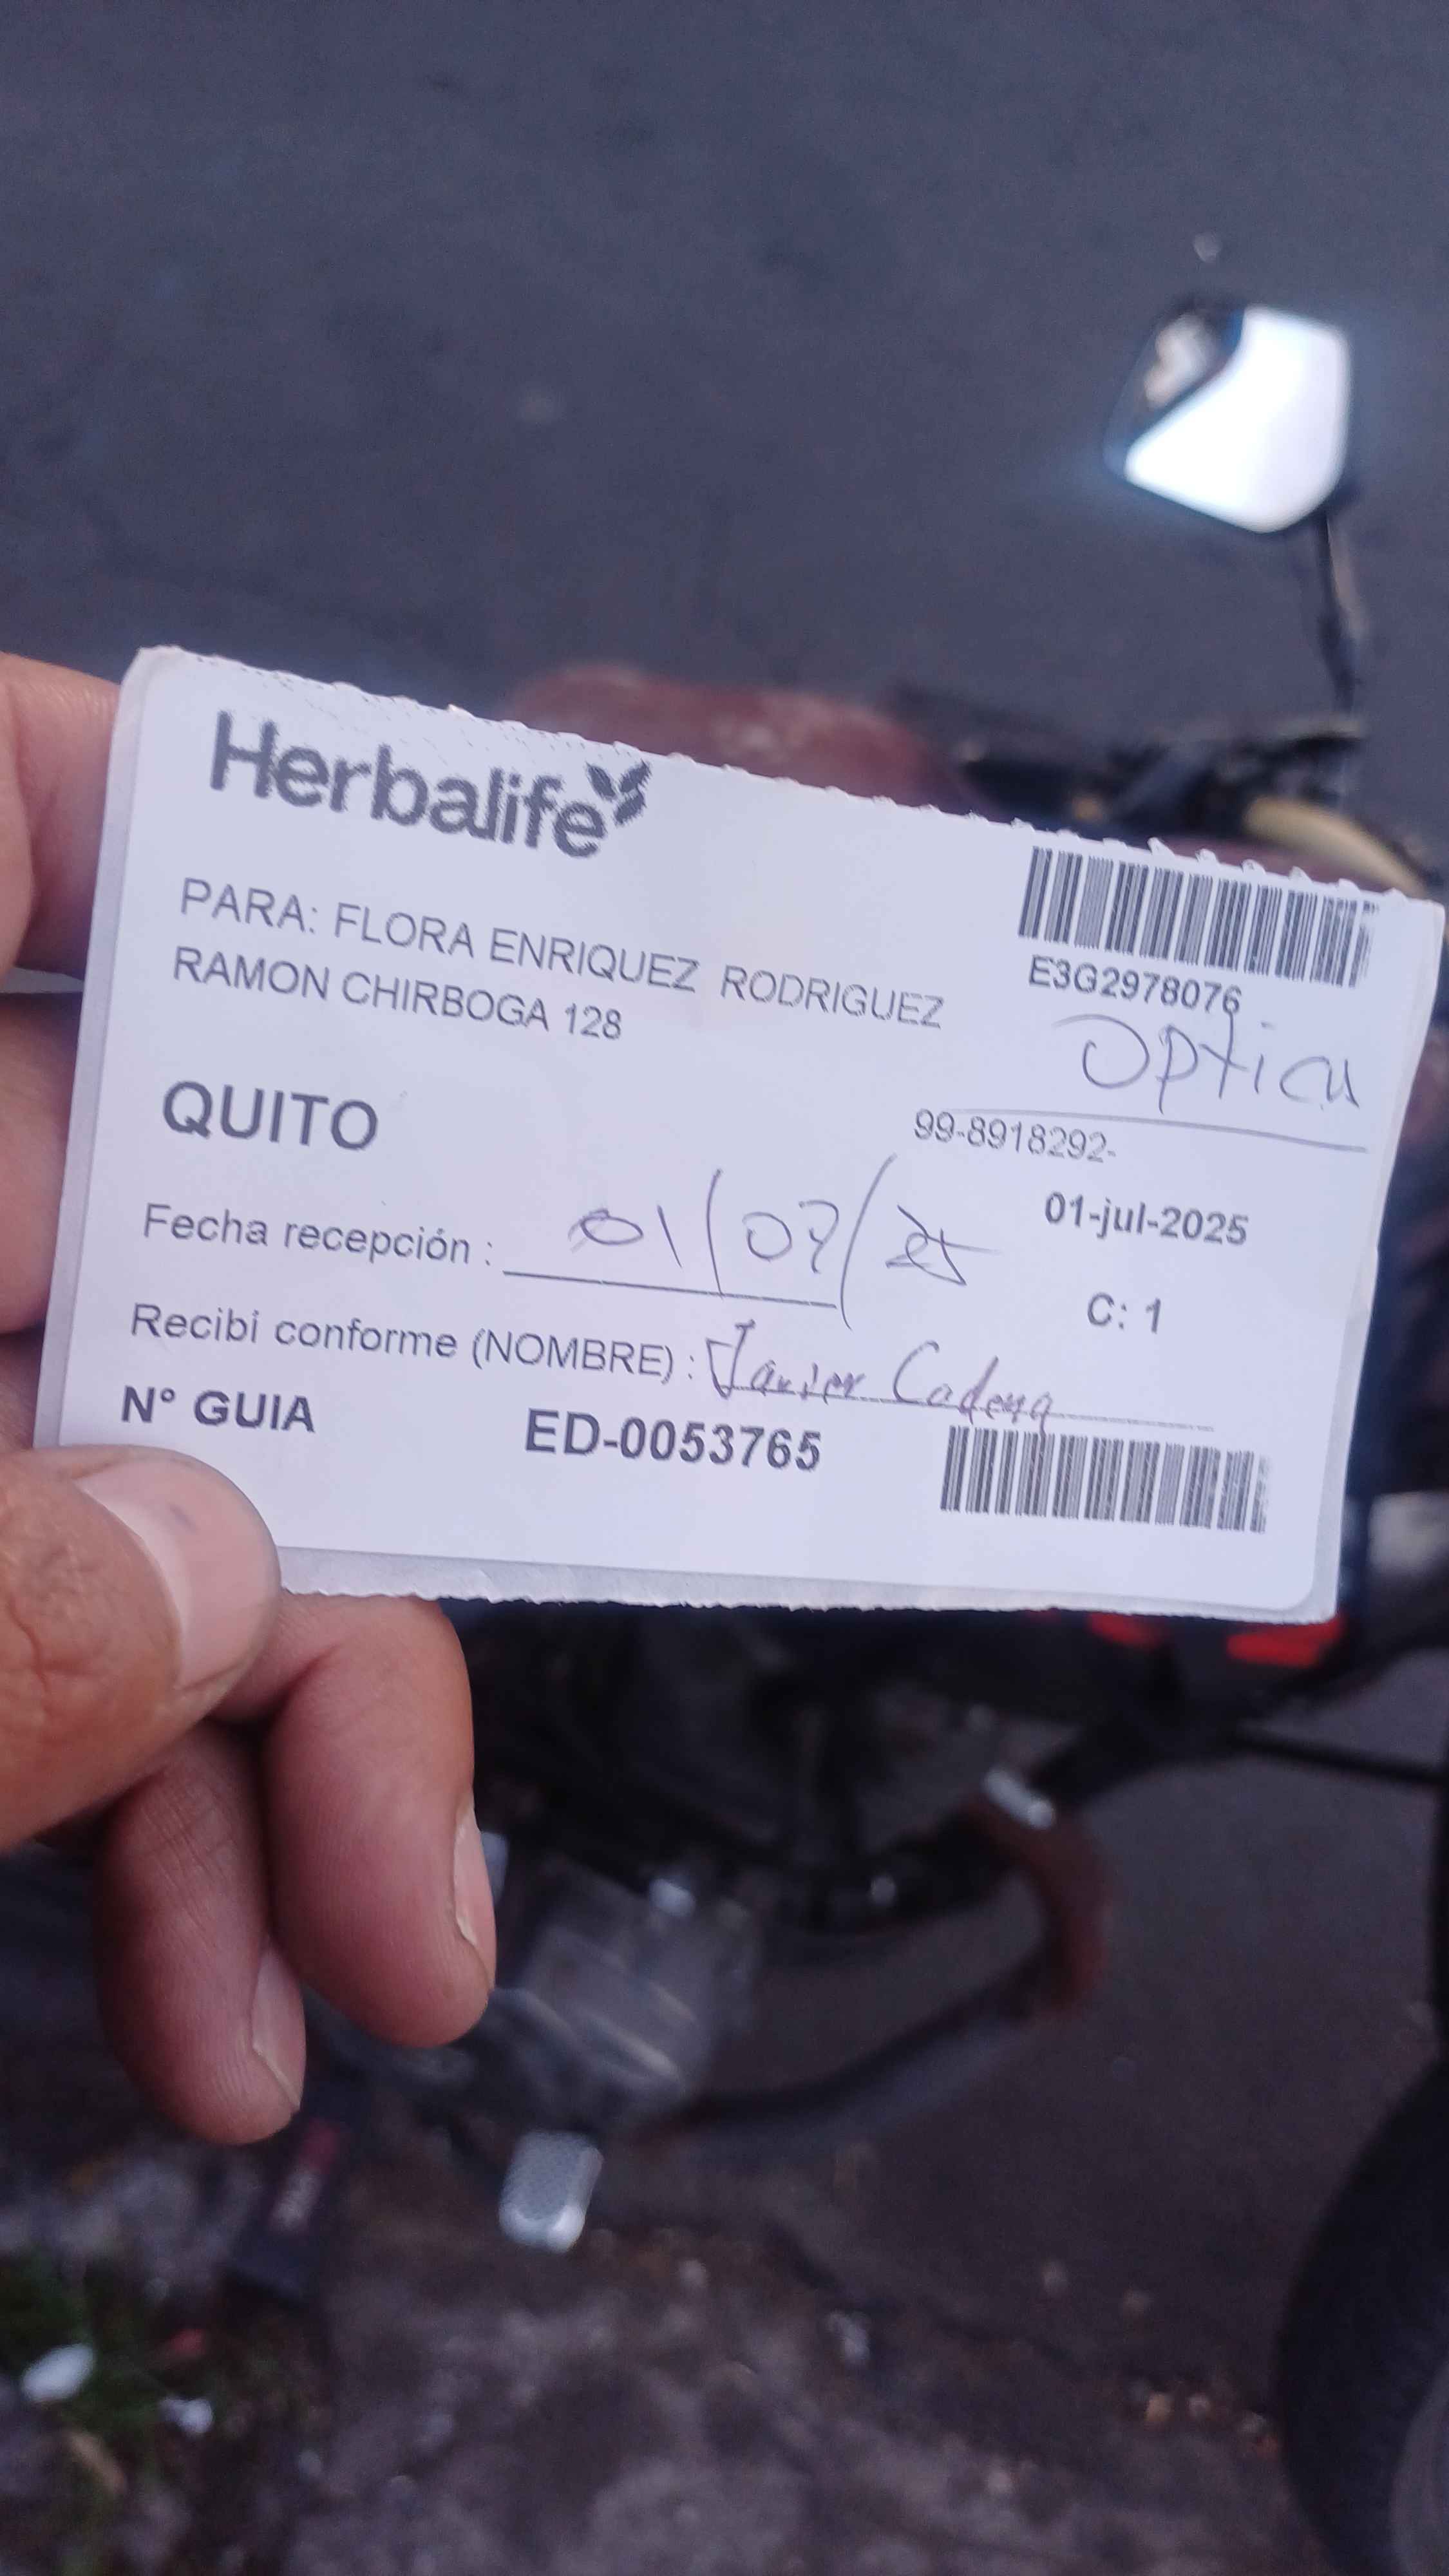 Herbalife
PARA: FLORA ENRIQUEZ RODRIGUEZ
RAMON CHIRBOGA 128
E3G2978076
Optica
QUITO
99-8918292-
01-jul-2025
Fecha recepción : 01/07/25
C: 1
Recibí conforme (NOMBRE) : Javier Cadena
N° GUIA ED-0053765